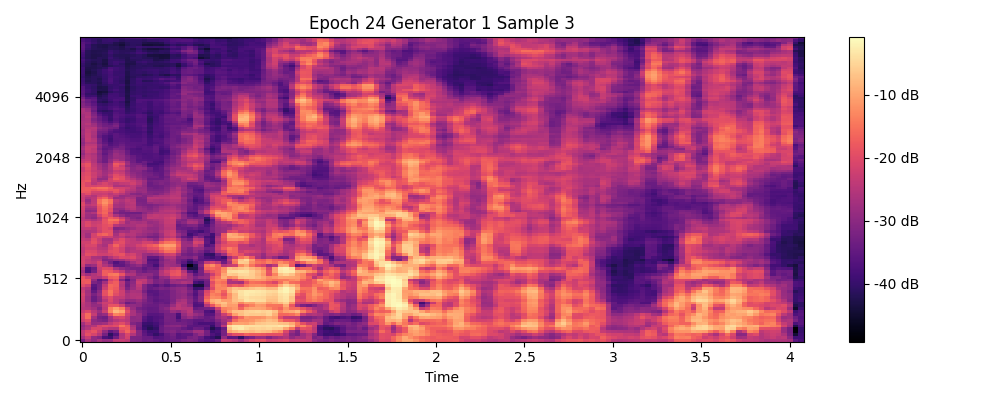 Epoch 24 Generator 1 Sample 3
Hz
4096
2048
1024
512
0
0 0.5 1 1.5 2 2.5 3 3.5 4
Time
-10 dB
-20 dB
-30 dB
-40 dB